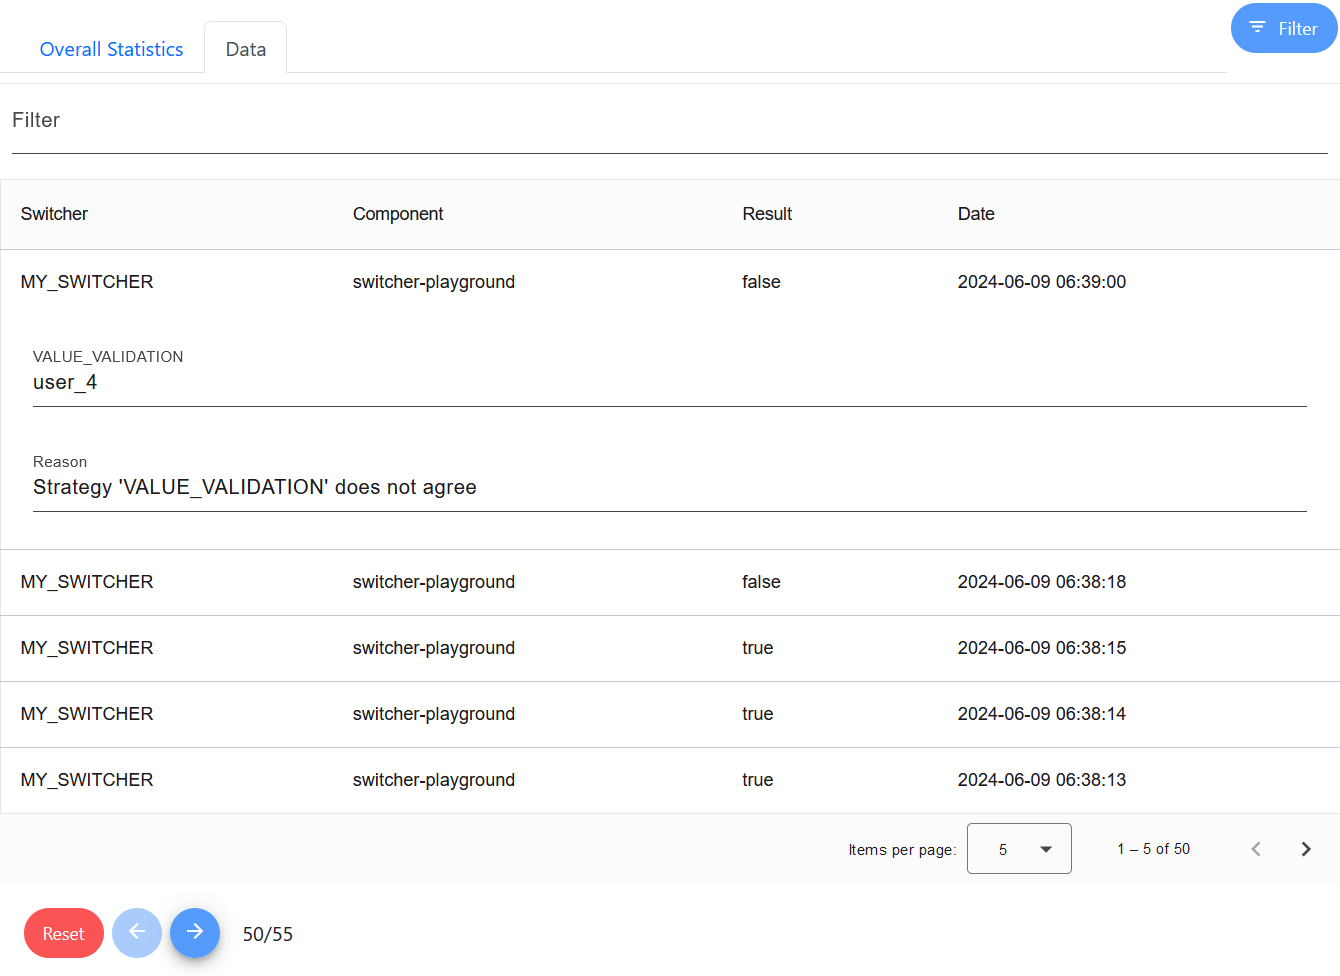 Overall Statistics Data Filter
Filter
Switcher Component Result Date
MY_SWITCHER switcher-playground false 2024-06-09 06:39:00
VALUE_VALIDATION
user_4
Reason
Strategy 'VALUE_VALIDATION' does not agree
MY_SWITCHER switcher-playground false 2024-06-09 06:38:18
MY_SWITCHER switcher-playground true 2024-06-09 06:38:15
MY_SWITCHER switcher-playground true 2024-06-09 06:38:14
MY_SWITCHER switcher-playground true 2024-06-09 06:38:13
Items per page: 5 1 – 5 of 50
Reset 50/55